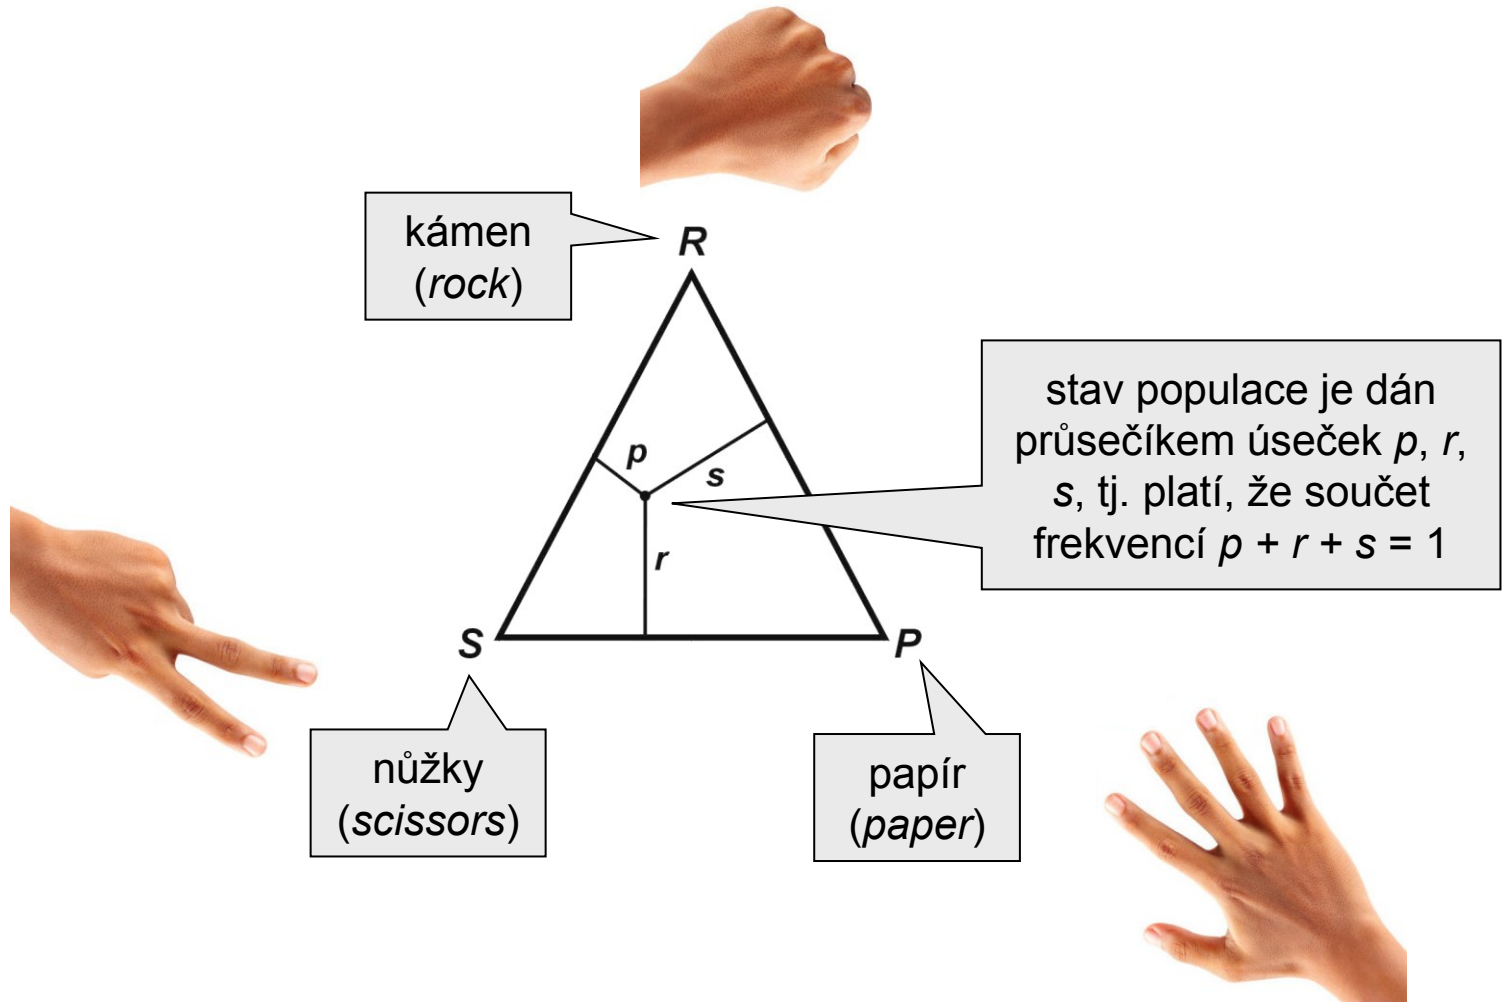 kámen
(rock)
R
stav populace je dán
průsečíkem úseček p, r,
s, tj. platí, že součet
frekvencí p + r + s = 1
p
s
r
S
P
nůžky
(scissors)
papír
(paper)